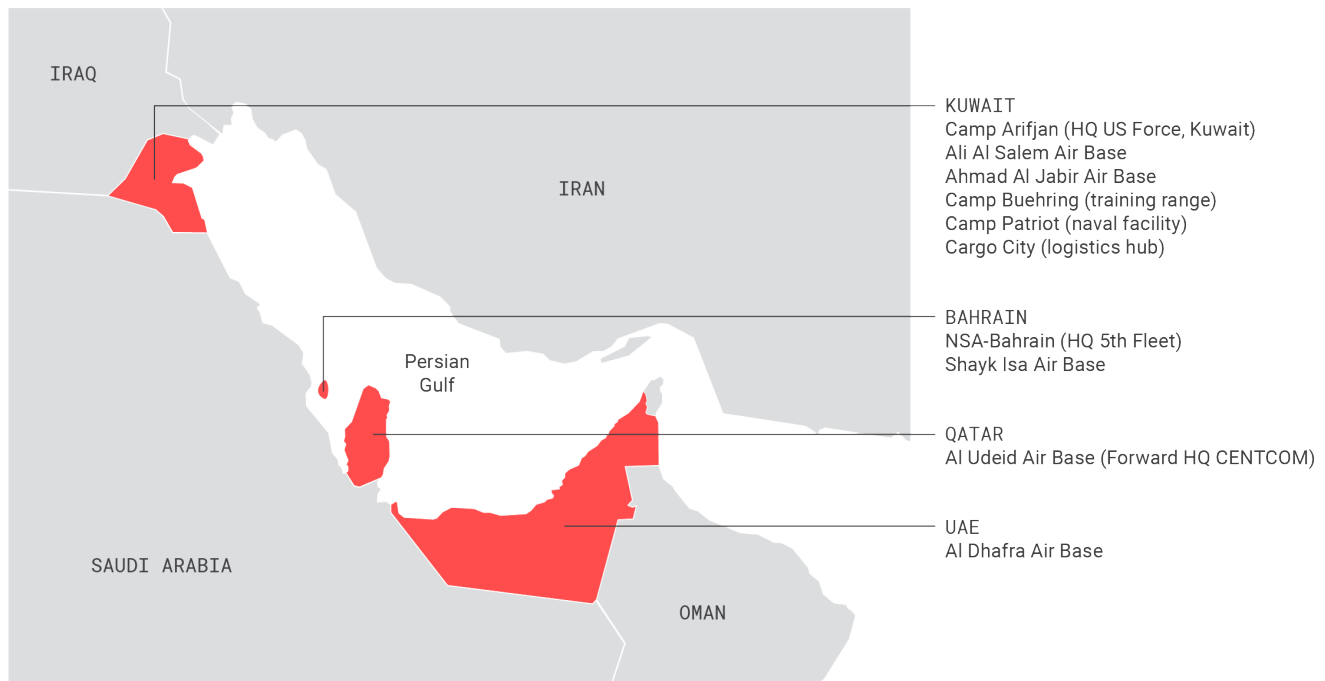 IRAQ
IRAN
Persian
Gulf
SAUDI ARABIA
OMAN
KUWAIT
Camp Arifjan (HQ US Force, Kuwait)
Ali Al Salem Air Base
Ahmad Al Jabir Air Base
Camp Buehring (training range)
Camp Patriot (naval facility)
Cargo City (logistics hub)
BAHRAIN
NSA-Bahrain (HQ 5th Fleet)
Shayk Isa Air Base
QATAR
Al Udeid Air Base (Forward HQ CENTCOM)
UAE
Al Dhafra Air Base